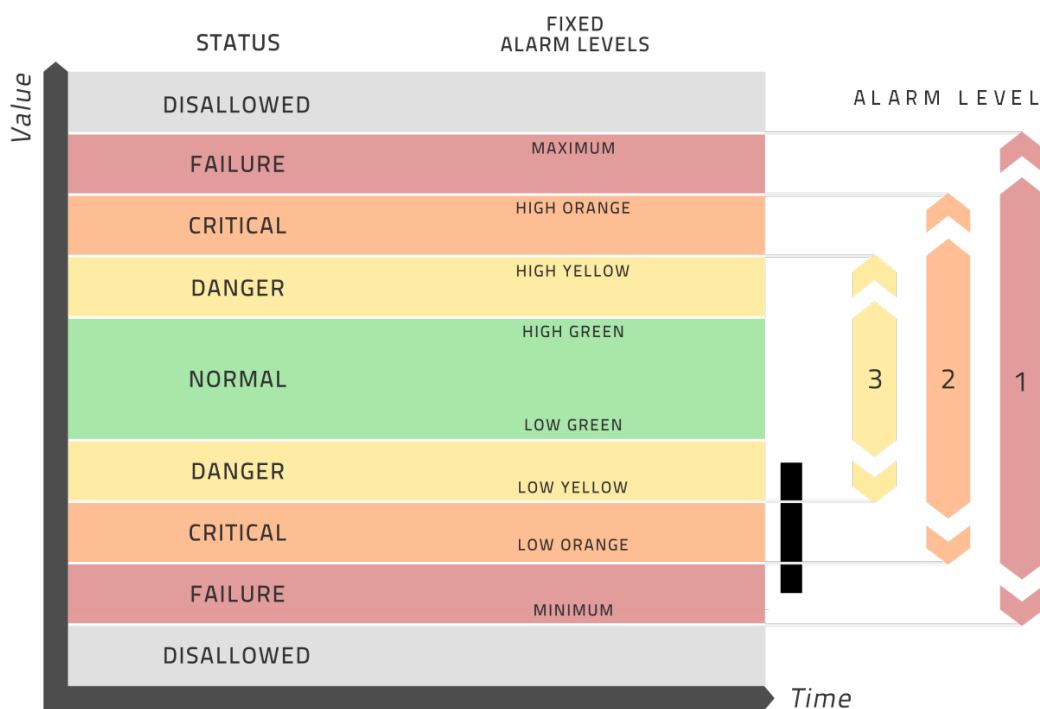 STATUS
FIXED
ALARM LEVELS
Value
DISALLOWED
ALARM LEVEL
FAILURE
MAXIMUM
CRITICAL
HIGH ORANGE
DANGER
HIGH YELLOW
NORMAL
HIGH GREEN
LOW GREEN
3
2
1
DANGER
LOW YELLOW
CRITICAL
LOW ORANGE
FAILURE
MINIMUM
DISALLOWED
Time